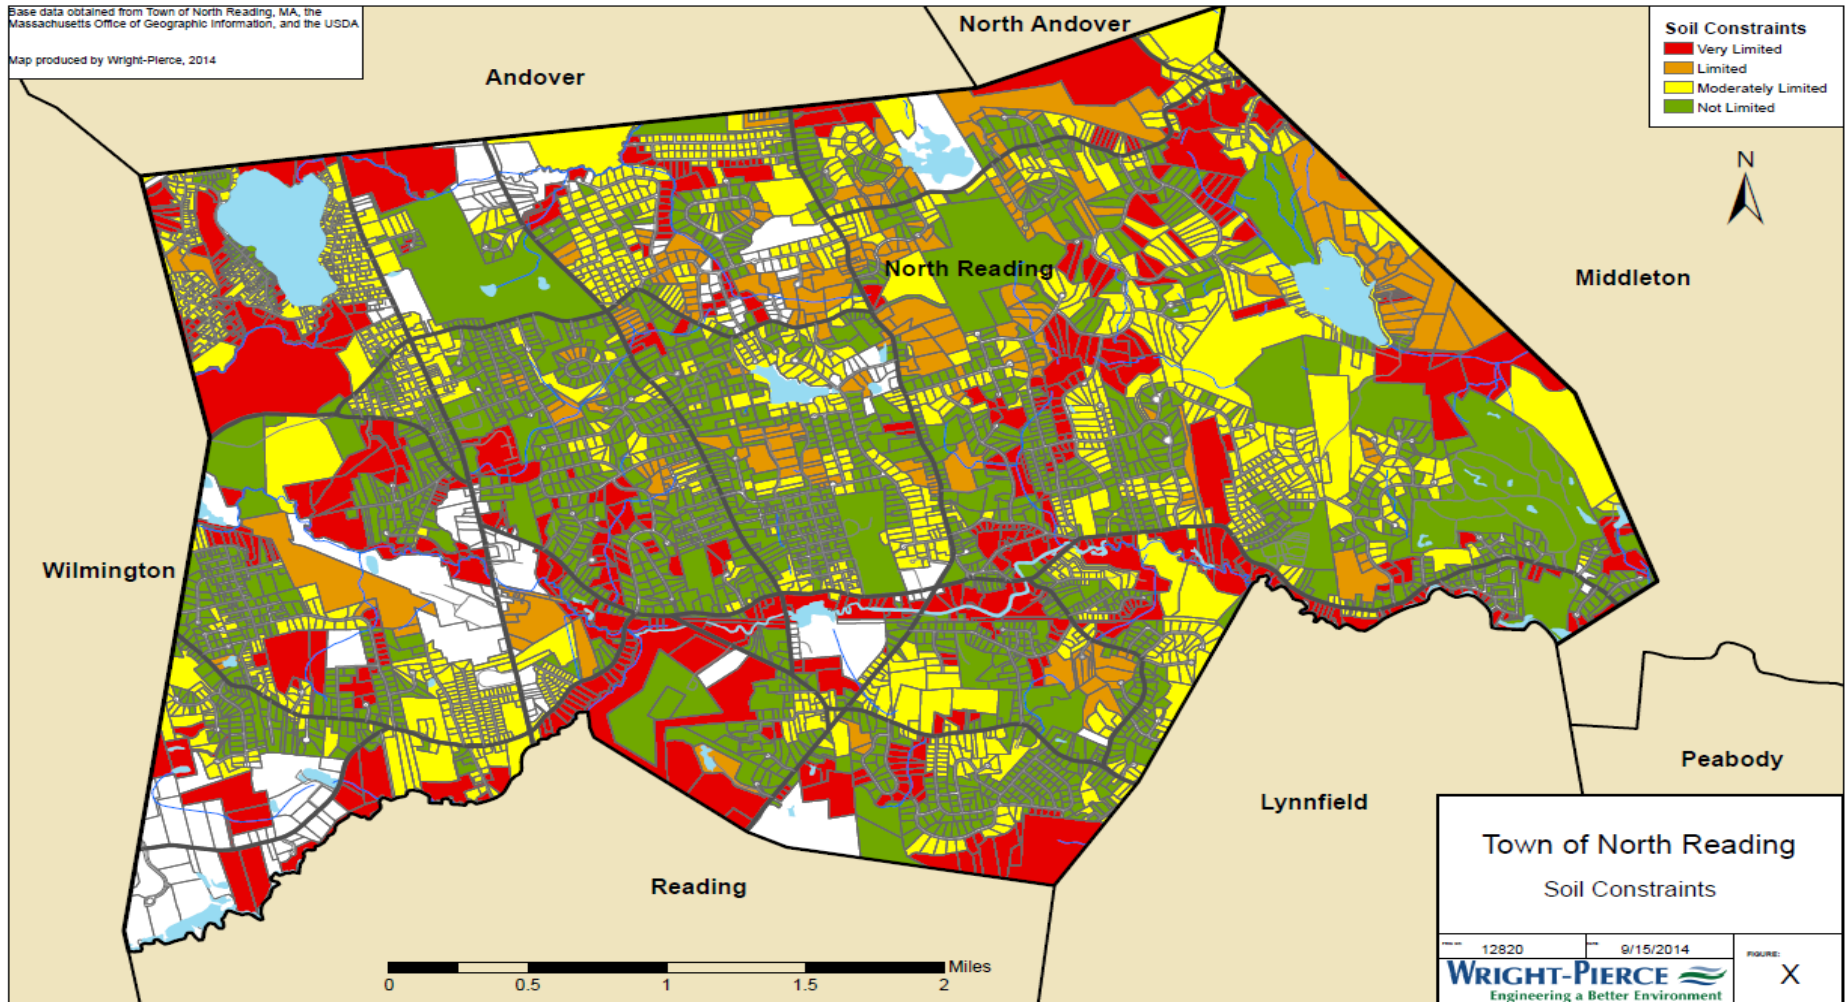 Base data obtained from Town of North Reading, MA, the
Massachusetts Office of Geographic Information, and the USDA
Map produced by Wright-Pierce, 2014
North Andover
Andover
Soil Constraints
Very Limited
Limited
Moderately Limited
Not Limited
N
North Reading
Middleton
Wilmington
Peabody
Lynnfield
Reading
Miles
0 0.5 1 1.5 2
Town of North Reading
Soil Constraints
12820
9/15/2014
FIGURE:
X
WRIGHT-PIERCE
Engineering a Better Environment